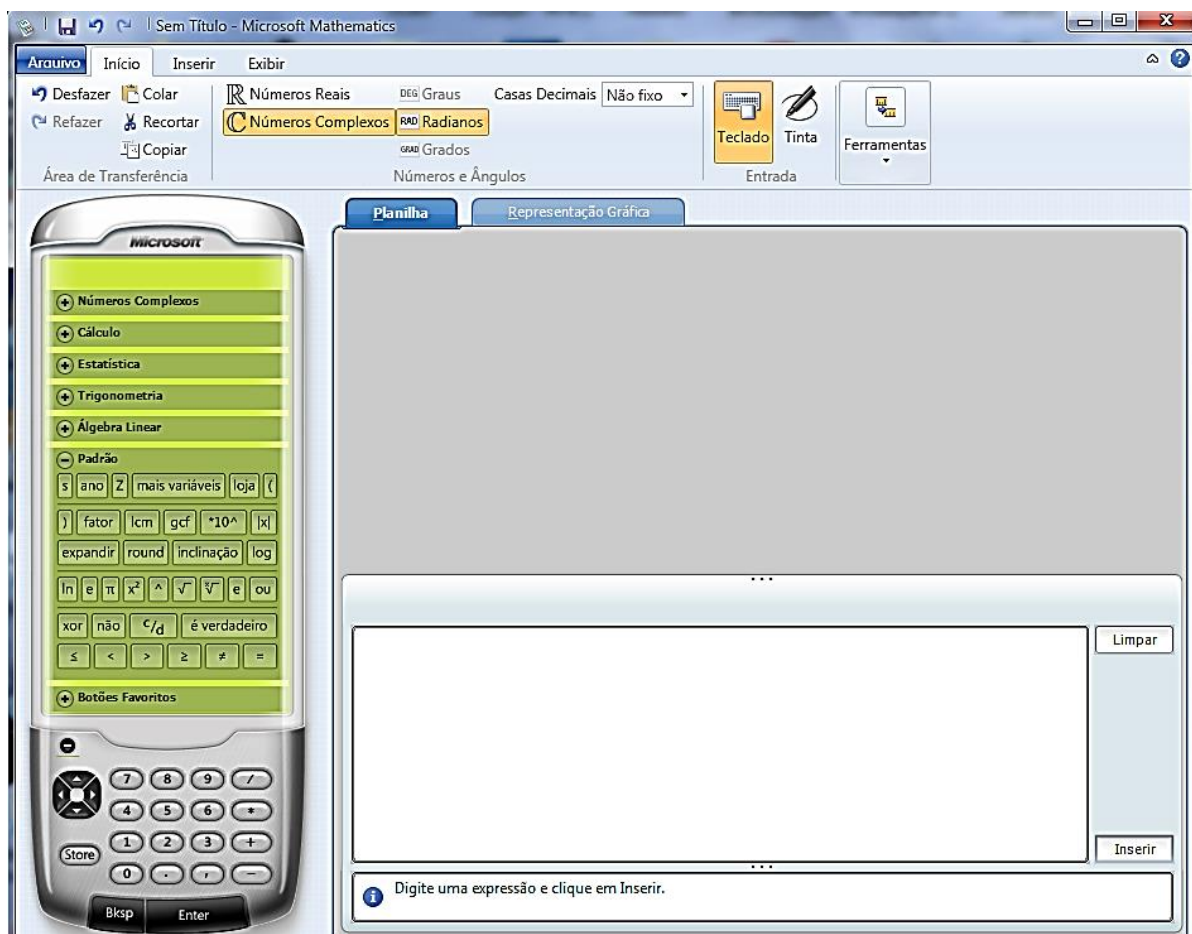 Sem Título - Microsoft Mathematics
Arquivo Início Inserir Exibir
Desfazer Colar R Números Reais DEG Graus Casas Decimais Não fixo
Refazer Recortar C Números Complexos RAD Radianos Teclado Tinta Ferramentas
Copiar GRAD Grados
Área de Transferência Números e Ângulos Entrada
Planilha Representação Gráfica
Microsoft
Números Complexos
Cálculo
Estatística
Trigonometria
Álgebra Linear
Padrão
s ano Z mais variáveis loja (
) fator lcm gcf *10^ |x|
expandir round inclinação log
ln e π x² ^ √ ˣ√ e ou
xor não c/d é verdadeiro
≤ < > ≥ ≠ =
Botões Favoritos
7 8 9 /
4 5 6 *
Store 1 2 3 +
0 . , −
Bksp Enter
Limpar
Inserir
Digite uma expressão e clique em Inserir.